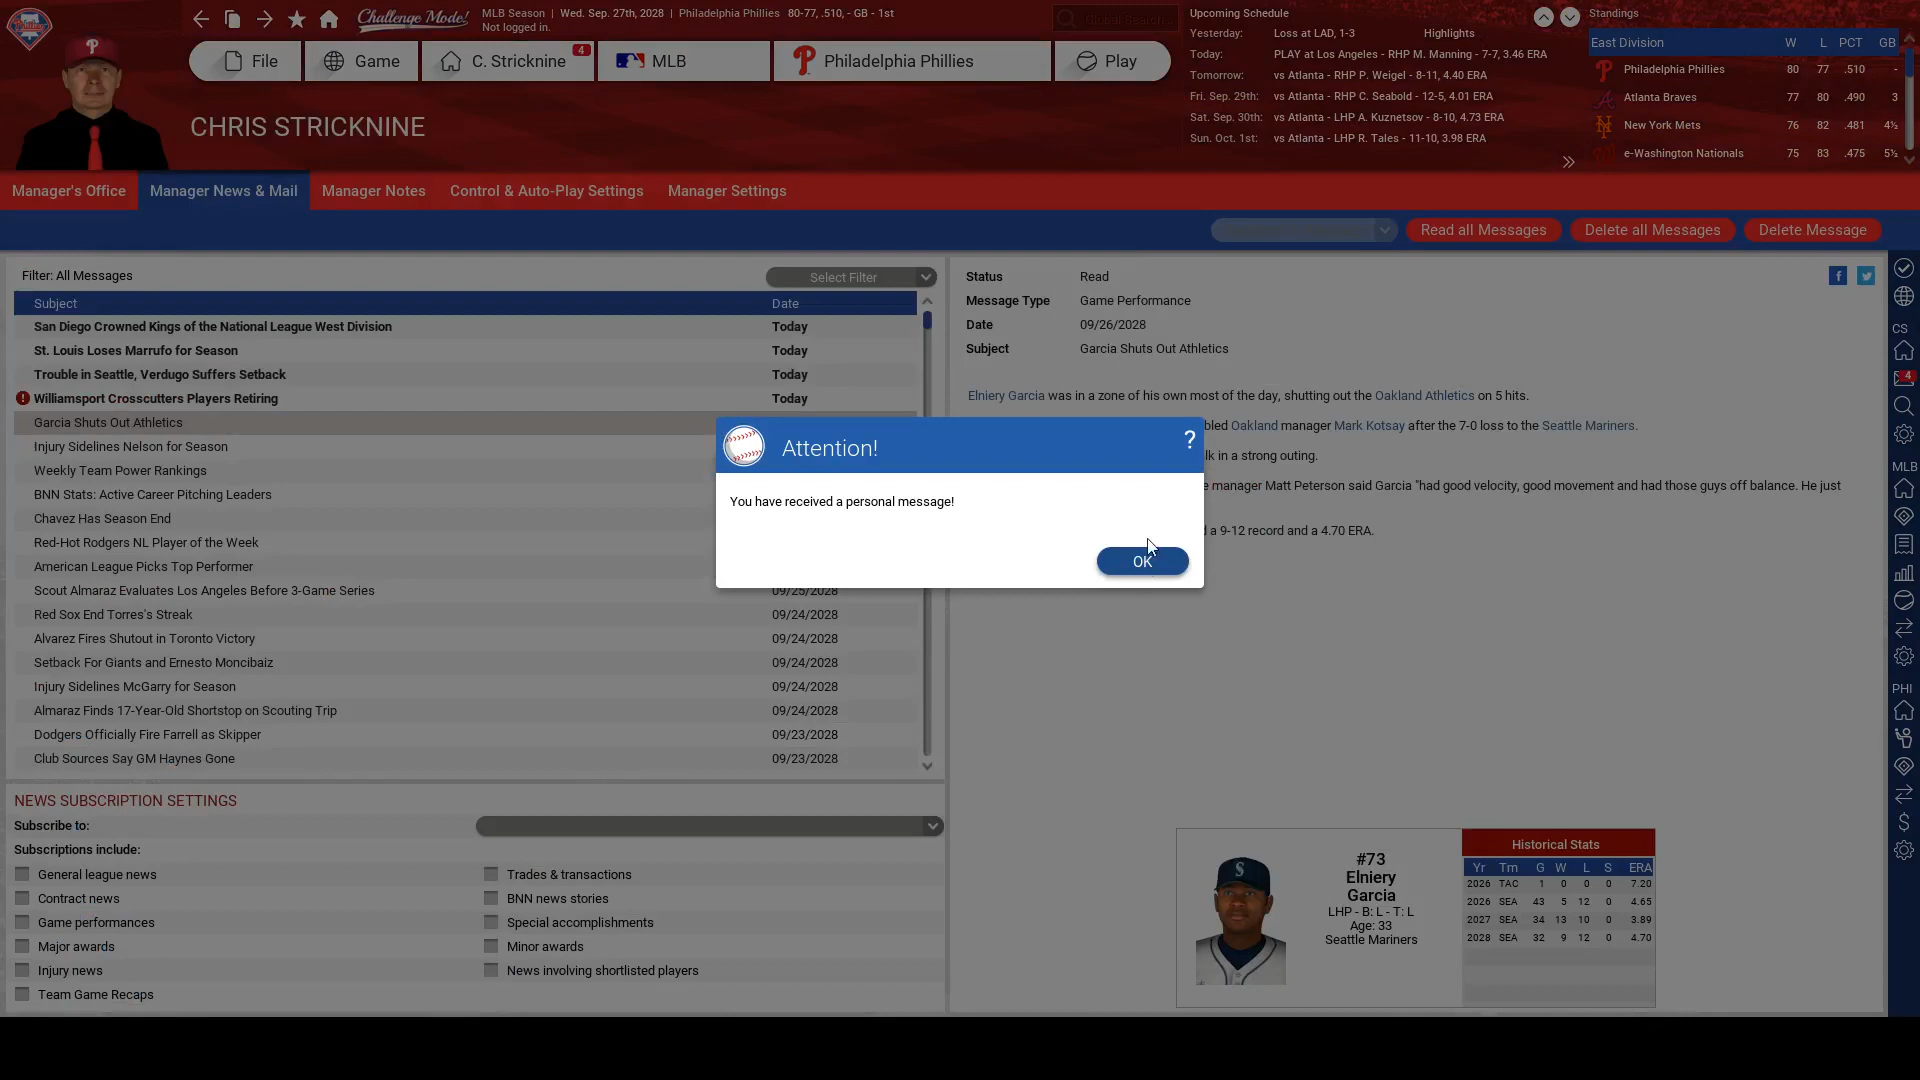 Challenge Mode!
MLB Season | Wed. Sep. 27th, 2028 | Philadelphia Phillies 80-77, .510, - GB - 1st
Not logged in.
File
Game
C. Stricknine 4
MLB
Philadelphia Phillies
Play
CHRIS STRICKNINE
Upcoming Schedule
Yesterday: Loss at LAD, 1-3 Highlights
Today: PLAY at Los Angeles - RHP M. Manning - 7-7, 3.46 ERA
Tomorrow: vs Atlanta - RHP P. Weigel - 8-11, 4.40 ERA
Fri. Sep. 29th: vs Atlanta - RHP C. Seabold - 12-5, 4.01 ERA
Sat. Sep. 30th: vs Atlanta - LHP A. Kuznetsov - 8-10, 4.73 ERA
Sun. Oct. 1st: vs Atlanta - LHP R. Tales - 11-10, 3.98 ERA
Standings
East Division W L PCT GB
Philadelphia Phillies 80 77 .510 -
Atlanta Braves 77 80 .490 3
New York Mets 76 82 .481 4½
e-Washington Nationals 75 83 .475 5½
Manager's Office Manager News & Mail Manager Notes Control & Auto-Play Settings Manager Settings
Read all Messages Delete all Messages Delete Message
Filter: All Messages Select Filter
Subject Date
San Diego Crowned Kings of the National League West Division Today
St. Louis Loses Marrufo for Season Today
Trouble in Seattle, Verdugo Suffers Setback Today
Williamsport Crosscutters Players Retiring Today
Garcia Shuts Out Athletics
Injury Sidelines Nelson for Season
Weekly Team Power Rankings
BNN Stats: Active Career Pitching Leaders
Chavez Has Season End
Red-Hot Rodgers NL Player of the Week
American League Picks Top Performer
Scout Almaraz Evaluates Los Angeles Before 3-Game Series 09/25/2028
Red Sox End Torres's Streak 09/24/2028
Alvarez Fires Shutout in Toronto Victory 09/24/2028
Setback For Giants and Ernesto Moncibaiz 09/24/2028
Injury Sidelines McGarry for Season 09/24/2028
Almaraz Finds 17-Year-Old Shortstop on Scouting Trip 09/24/2028
Dodgers Officially Fire Farrell as Skipper 09/23/2028
Club Sources Say GM Haynes Gone 09/23/2028
NEWS SUBSCRIPTION SETTINGS
Subscribe to:
Subscriptions include:
General league news Trades & transactions
Contract news BNN news stories
Game performances Special accomplishments
Major awards Minor awards
Injury news News involving shortlisted players
Team Game Recaps
Status Read
Message Type Game Performance
Date 09/26/2028
Subject Garcia Shuts Out Athletics
Elniery Garcia was in a zone of his own most of the day, shutting out the Oakland Athletics on 5 hits.
bled Oakland manager Mark Kotsay after the 7-0 loss to the Seattle Mariners.
lk in a strong outing.
e manager Matt Peterson said Garcia "had good velocity, good movement and had those guys off balance. He just
d a 9-12 record and a 4.70 ERA.
Attention!
?
You have received a personal message!
OK
#73
Elniery
Garcia
LHP - B: L - T: L
Age: 33
Seattle Mariners
Historical Stats
Yr Tm G W L S ERA
2026 TAC 1 0 0 0 7.20
2026 SEA 43 5 12 0 4.65
2027 SEA 34 13 10 0 3.89
2028 SEA 32 9 12 0 4.70
CS
4
MLB
PHI